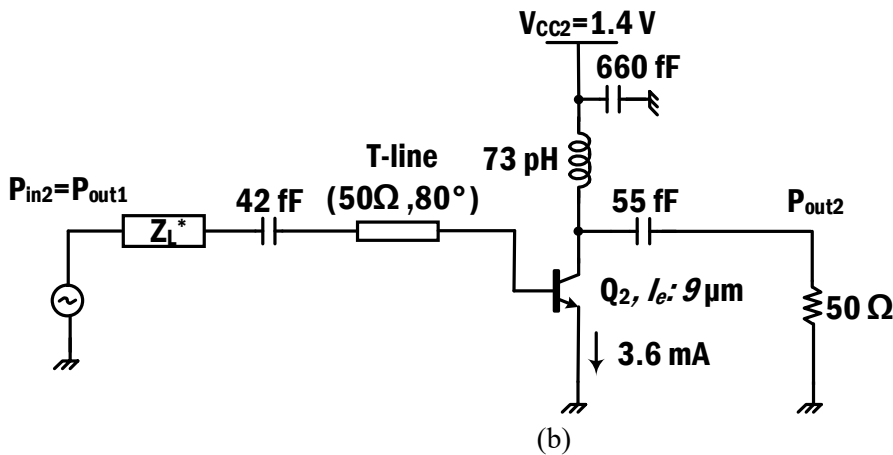 V_CC2=1.4 V
660 fF
73 pH
T-line
(50Ω ,80°)
P_in2=P_out1
42 fF
55 fF
P_out2
Z_L*
Q_2, l_e: 9 μm
50 Ω
3.6 mA
(b)